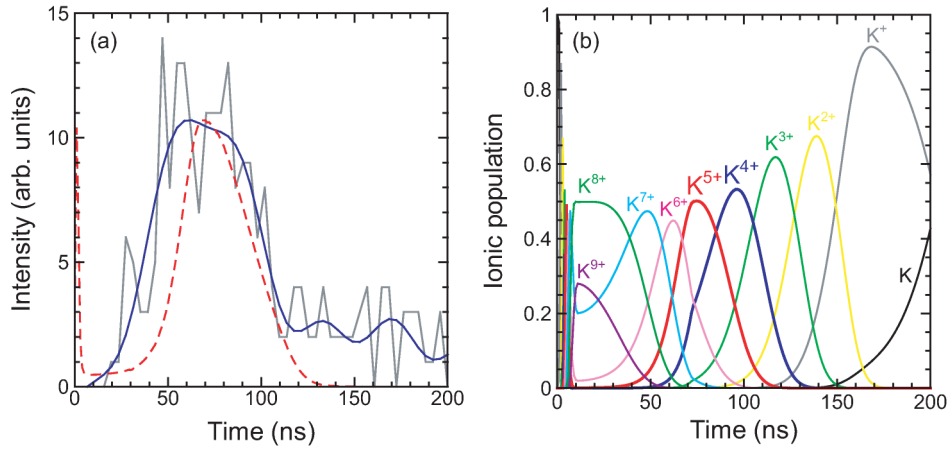 (a)
Intensity (arb. units)
15
10
5
0
0 50 100 150 200
Time (ns)
(b)
Ionic population
1
0.8
0.6
0.4
0.2
0
0 50 100 150 200
Time (ns)
K⁸⁺
K⁹⁺
K⁷⁺
K⁶⁺
K⁵⁺
K⁴⁺
K³⁺
K²⁺
K⁺
K